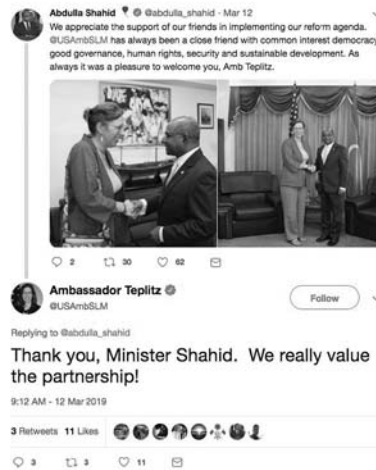 Abdulla Shahid @abdulla_shahid - Mar 12
We appreciate the support of our friends in implementing our reform agenda.
@USAmbSLM has always been a close friend with common interest democracy
good governance, human rights, security and sustainable development. As
always it was a pleasure to welcome you, Amb Teplitz.
2 30 62
Ambassador Teplitz
@USAmbSLM
Follow
Replying to @abdulla_shahid
Thank you, Minister Shahid. We really value
the partnership!
9:12 AM - 12 Mar 2019
3 Retweets 11 Likes
3 3 11